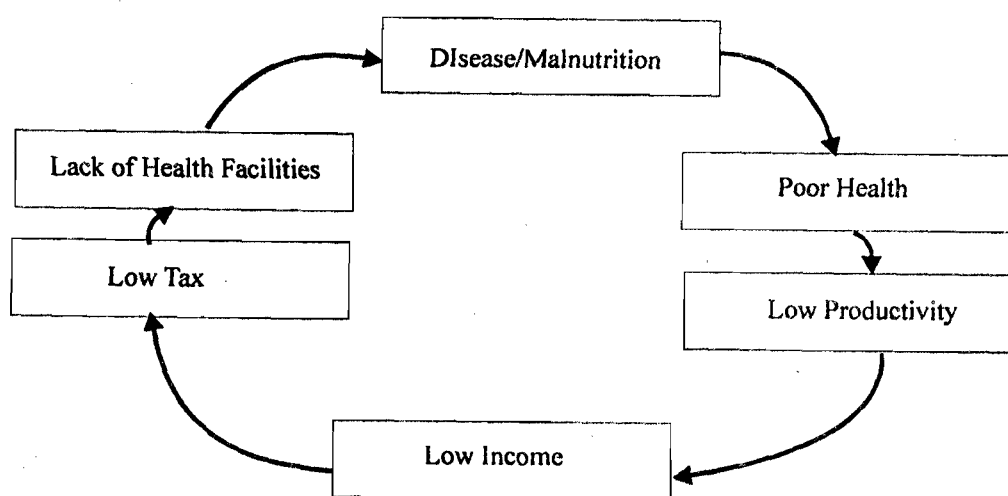 DIsease/Malnutrition
Lack of Health Facilities
Poor Health
Low Tax
Low Productivity
Low Income